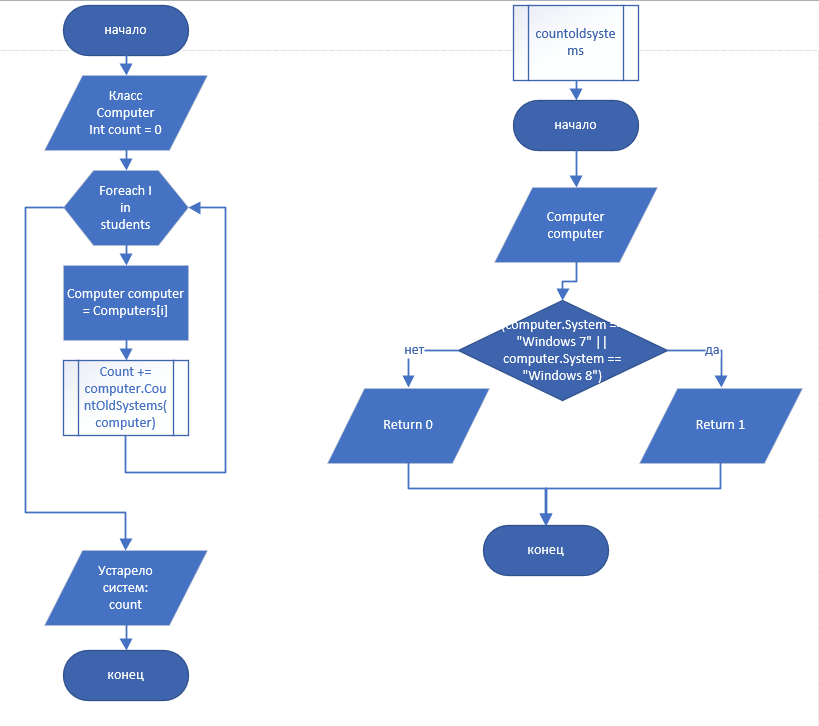 начало
Класс
Computer
Int count = 0
Foreach I
in
students
Computer computer
= Computers[i]
Count +=
computer.Cou
ntOldSystems(
computer)
Устарело
систем:
count
конец
countoldsyste
ms
начало
Computer
computer
(computer.System ==
"Windows 7" ||
computer.System ==
"Windows 8")
нет
да
Return 0
Return 1
конец